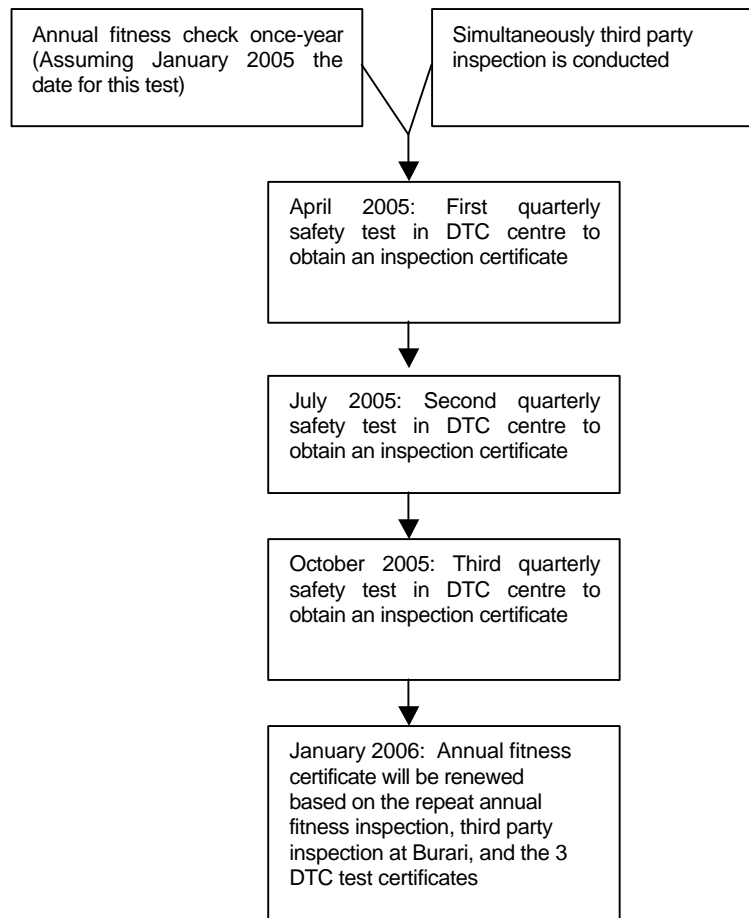 Annual fitness check once-year
(Assuming January 2005 the
date for this test)
Simultaneously third party
inspection is conducted
April 2005: First quarterly
safety test in DTC centre to
obtain an inspection certificate
July 2005: Second quarterly
safety test in DTC centre to
obtain an inspection certificate
October 2005: Third quarterly
safety test in DTC centre to
obtain an inspection certificate
January 2006: Annual fitness
certificate will be renewed
based on the repeat annual
fitness inspection, third party
inspection at Burari, and the 3
DTC test certificates